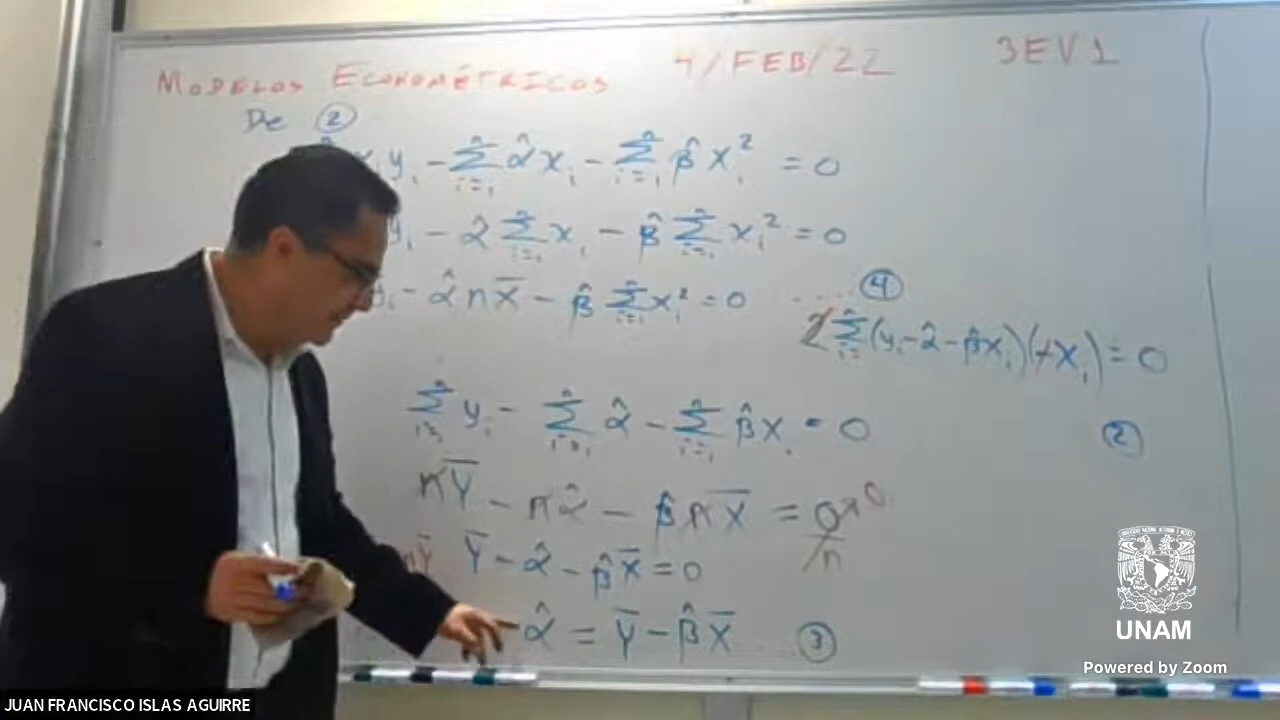 MODELOS ECONOMÉTRICOS 4/FEB/22 3EV1
De ②
y_i - Σ_{i=1}^{n} α̂ x_i - Σ_{i=1}^{n} β̂ x_i² = 0
y_i - α̂ Σ_{i=1}^{n} x_i - β̂ Σ_{i=1}^{n} x_i² = 0
y_i - α̂ n X̄ - β̂ Σ_{i=1}^{n} x_i² = 0 .... ④
2 Σ_{i=1}^{n} (y_i - α̂ - β̂ x_i)(+x_i) = 0
②
Σ_{i=1}^{n} y_i - Σ_{i=1}^{n} α̂ - Σ_{i=1}^{n} β̂ x_i = 0
n Ȳ - n α̂ - β̂ n X̄ = 0 0
/n
nȲ Ȳ - α̂ - β̂ X̄ = 0
α̂ = Ȳ - β̂ X̄ ... ③
UNAM
Powered by Zoom
JUAN FRANCISCO ISLAS AGUIRRE